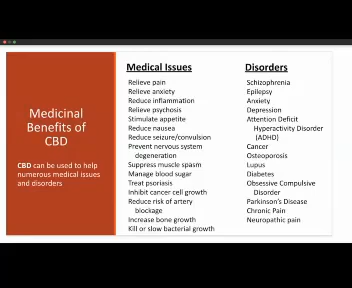 Medicinal
Benefits of
CBD
CBD can be used to help
numerous medical issues
and disorders
Medical Issues
Relieve pain
Relieve anxiety
Reduce inflammation
Relieve psychosis
Stimulate appetite
Reduce nausea
Reduce seizure/convulsion
Prevent nervous system
degeneration
Suppress muscle spasm
Manage blood sugar
Treat psoriasis
Inhibit cancer cell growth
Reduce risk of artery
blockage
Increase bone growth
Kill or slow bacterial growth
Disorders
Schizophrenia
Epilepsy
Anxiety
Depression
Attention Deficit
Hyperactivity Disorder
(ADHD)
Cancer
Osteoporosis
Lupus
Diabetes
Obsessive Compulsive
Disorder
Parkinson's Disease
Chronic Pain
Neuropathic pain